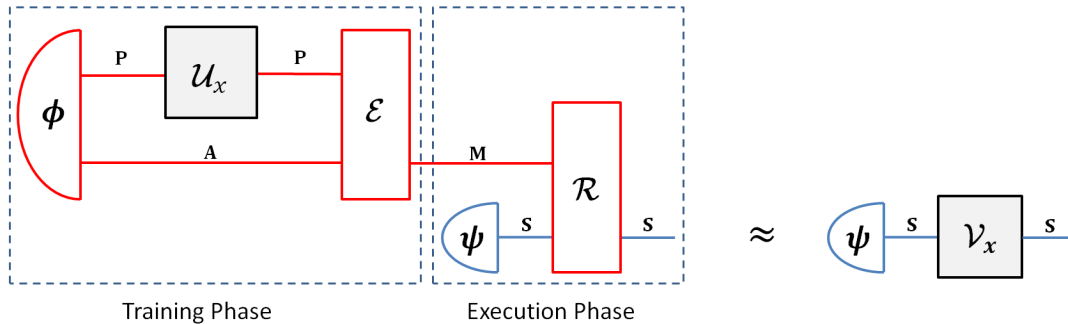 P P
ϕ 𝒰ₓ ℰ
A M
ℛ
ψ S S ≈ ψ S 𝒱ₓ S
Training Phase Execution Phase